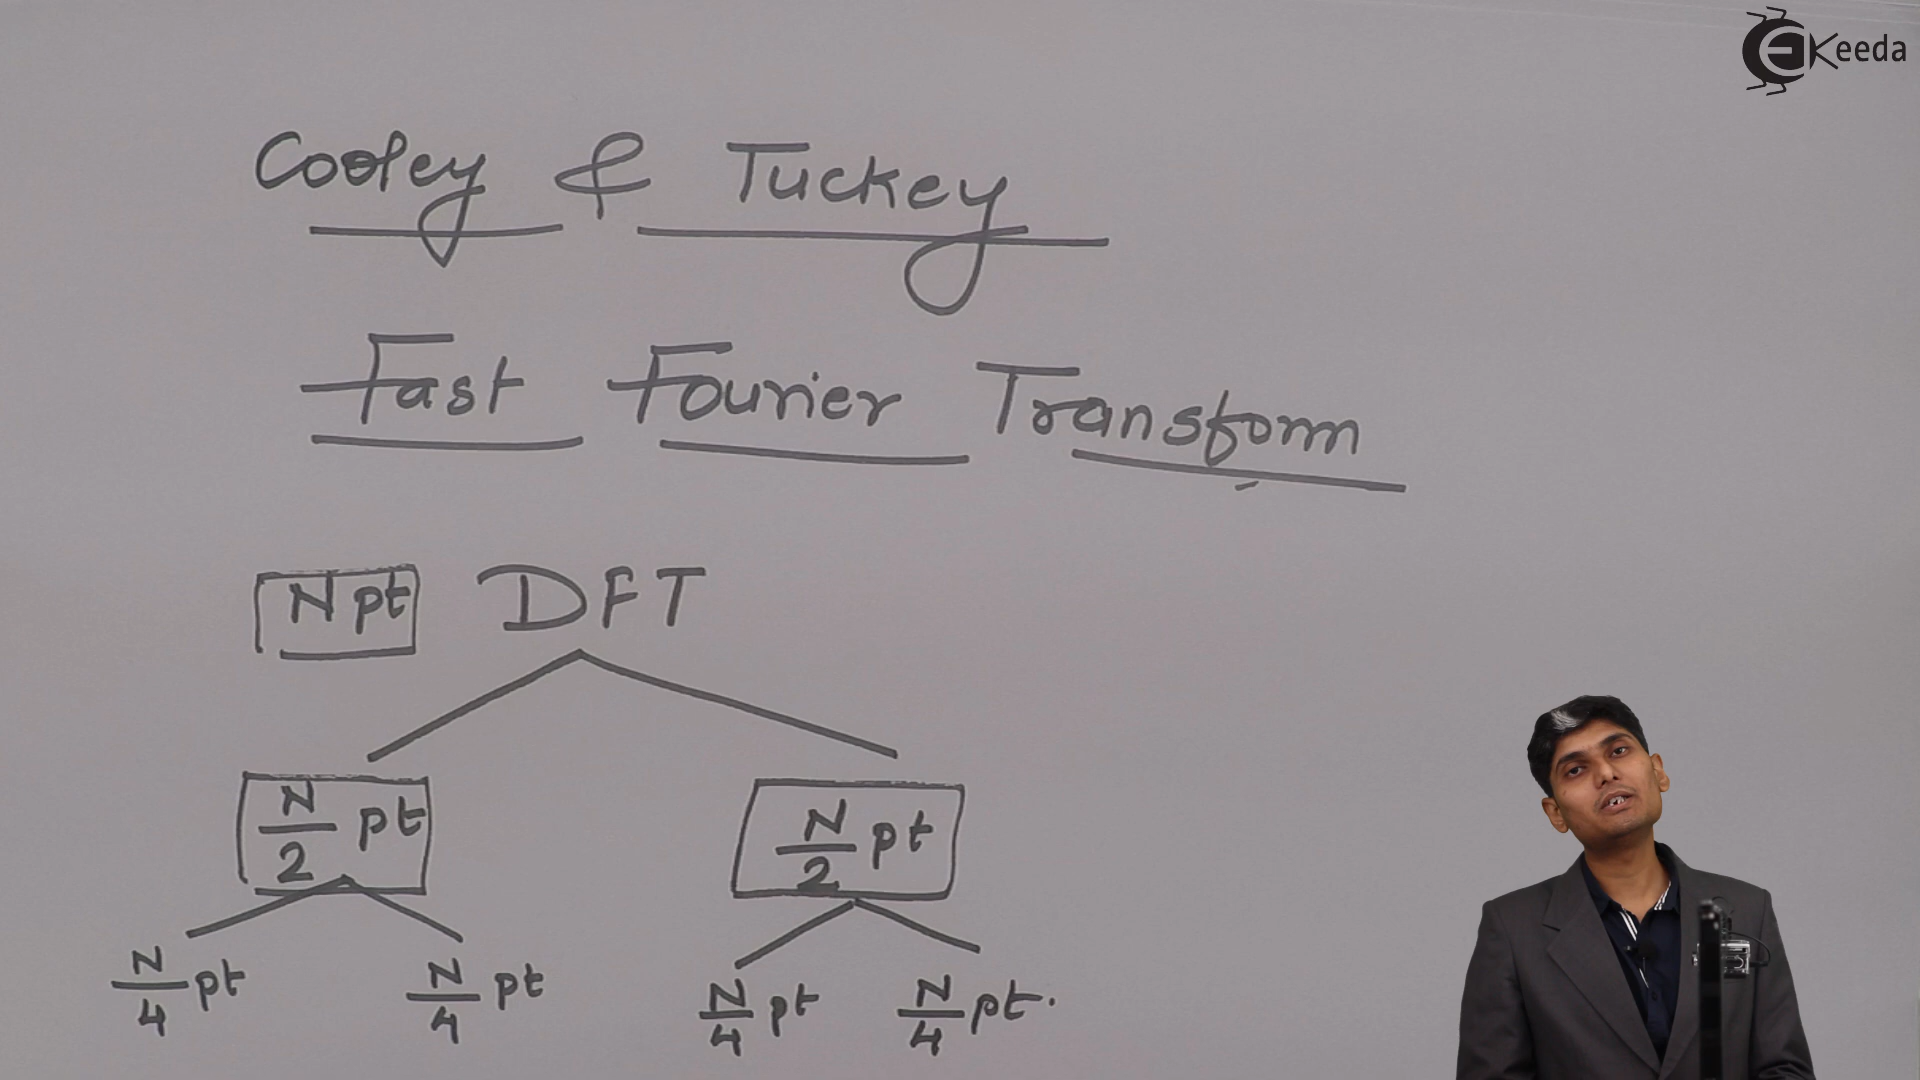 EKeeda
Cooley & Tuckey
Fast Fourier Transform
N pt DFT
N/2 pt N/2 pt
N/4 pt N/4 pt N/4 pt N/4 pt.